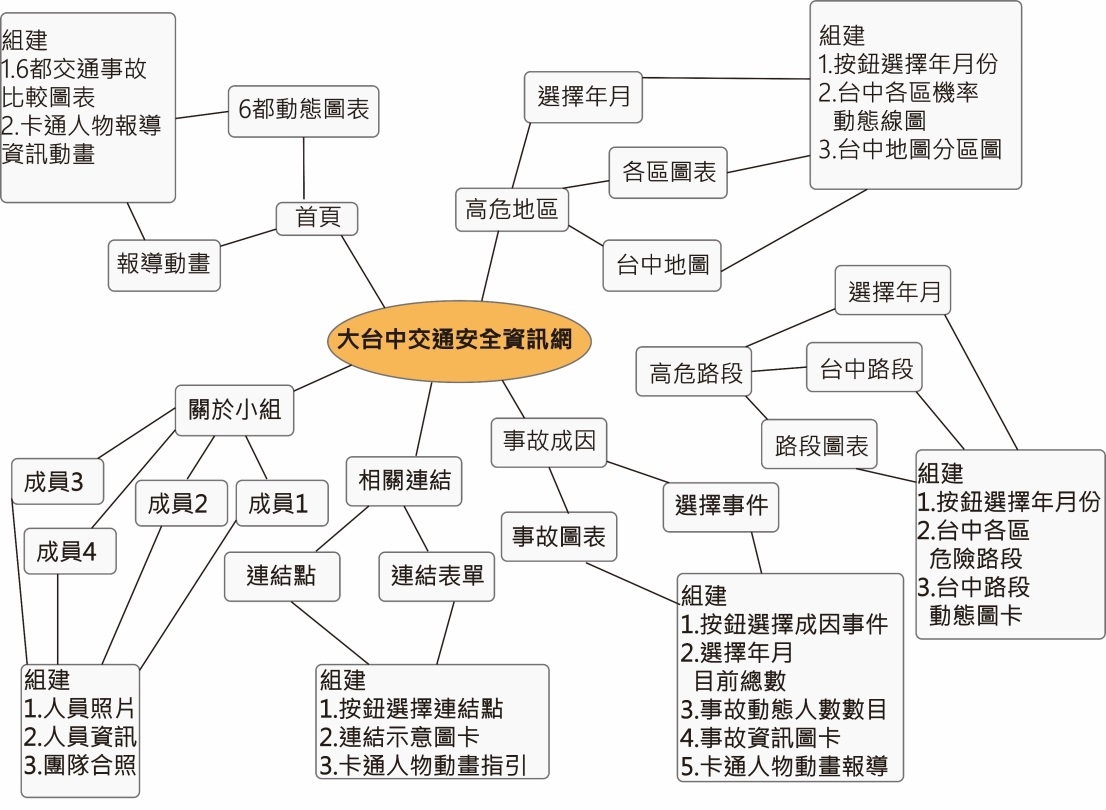 組建
1.6都交通事故
比較圖表
2.卡通人物報導
資訊動畫
6都動態圖表
首頁
報導動畫
選擇年月
各區圖表
高危地區
台中地圖
組建
1.按鈕選擇年月份
2.台中各區機率
動態線圖
3.台中地圖分區圖
大台中交通安全資訊網
選擇年月
高危路段
台中路段
路段圖表
組建
1.按鈕選擇年月份
2.台中各區
危險路段
3.台中路段
動態圖卡
關於小組
成員3
成員2
成員1
成員4
組建
1.人員照片
2.人員資訊
3.團隊合照
相關連結
連結點
連結表單
組建
1.按鈕選擇連結點
2.連結示意圖卡
3.卡通人物動畫指引
事故成因
選擇事件
事故圖表
組建
1.按鈕選擇成因事件
2.選擇年月
目前總數
3.事故動態人數數目
4.事故資訊圖卡
5.卡通人物動畫報導